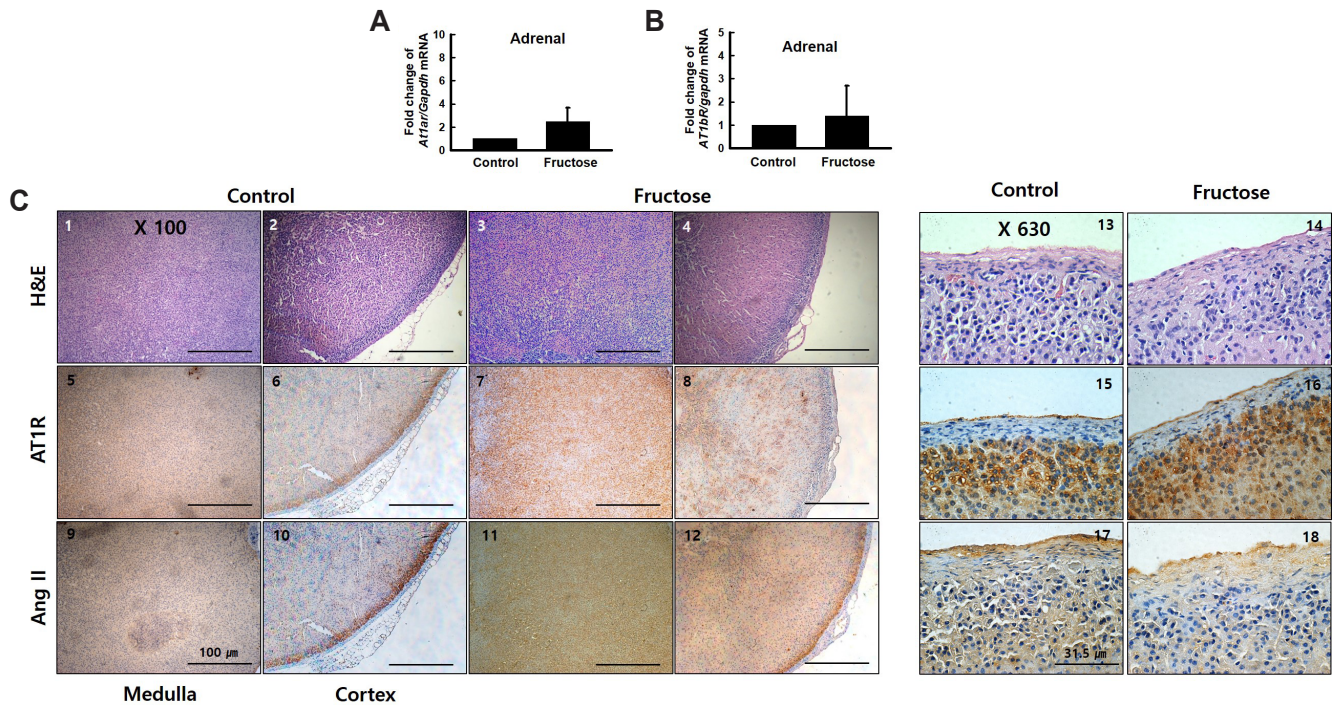 A
Fold change of
At1ar/Gapdh mRNA
10
8
6
4
2
0
Adrenal
Control
Fructose
B
Fold change of
AT1bR/gapdh mRNA
5
4
3
2
1
0
Adrenal
Control
Fructose
C
Control
Fructose
Control
Fructose
H&E
1
X 100
2
3
4
X 630
13
14
AT1R
5
6
7
8
15
16
Ang II
9
10
11
12
17
18
100 μm
31.5 μm
Medulla
Cortex